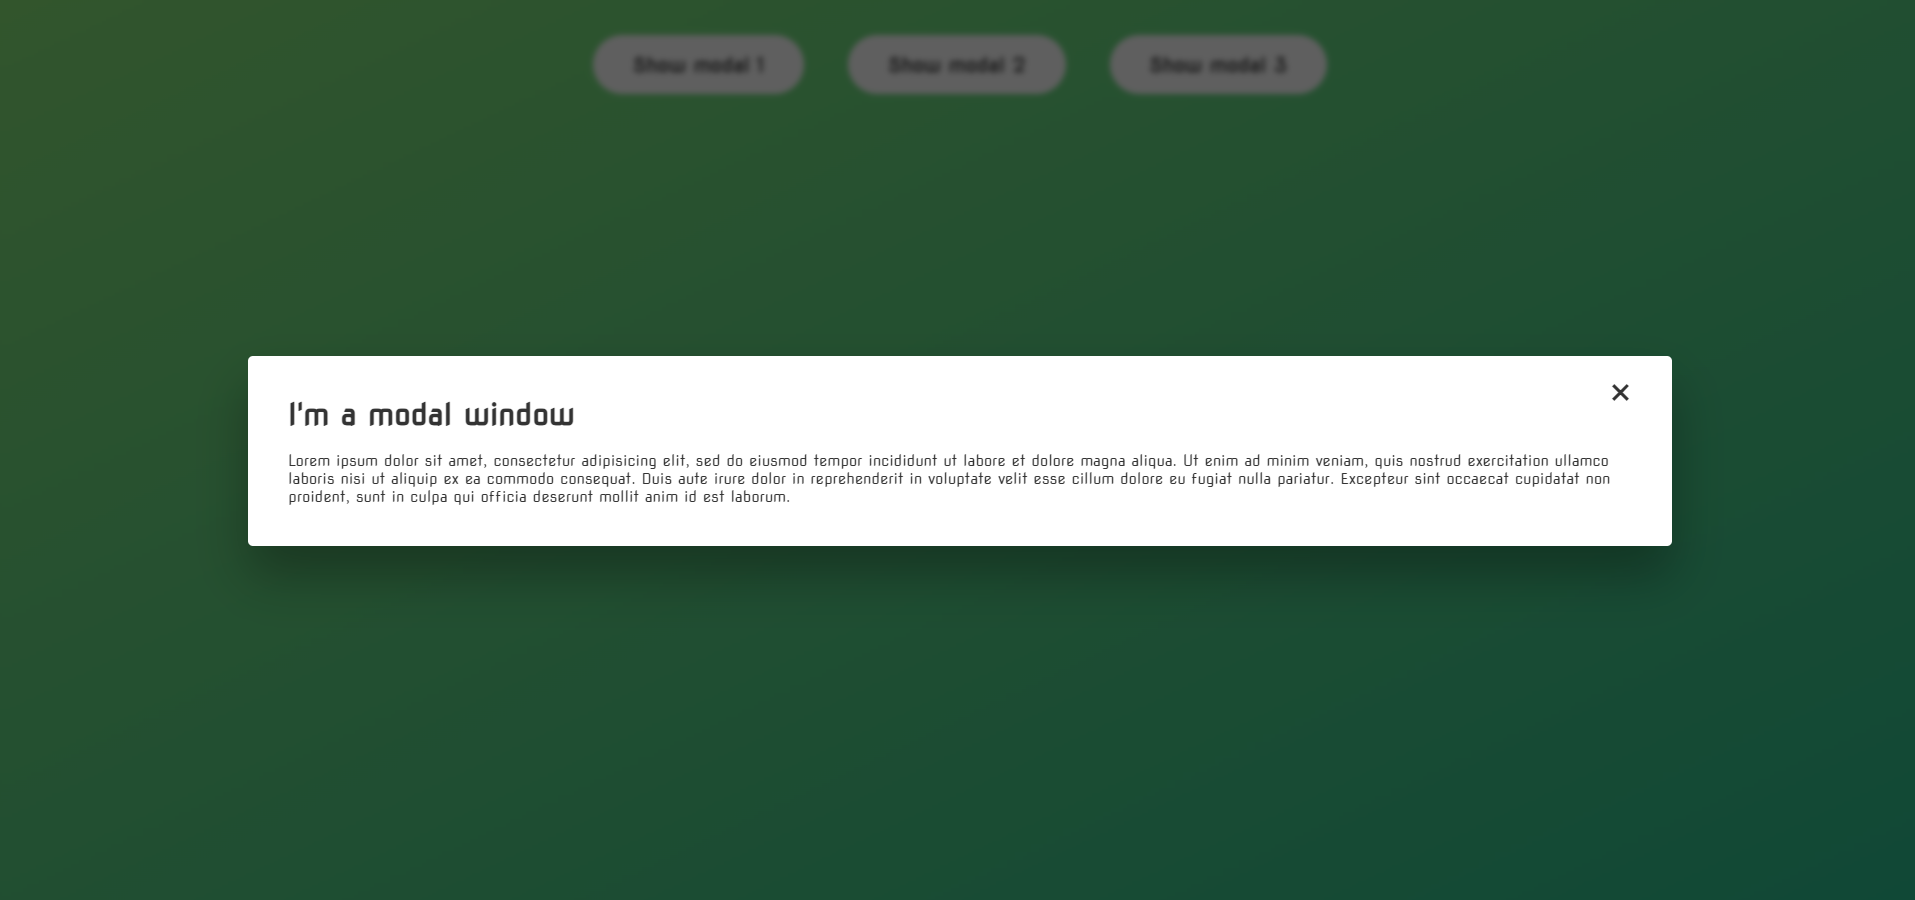 Show modal 1 Show modal 2 Show modal 3
×
I'm a modal window
Lorem ipsum dolor sit amet, consectetur adipisicing elit, sed do eiusmod tempor incididunt ut labore et dolore magna aliqua. Ut enim ad minim veniam, quis nostrud exercitation ullamco
laboris nisi ut aliquip ex ea commodo consequat. Duis aute irure dolor in reprehenderit in voluptate velit esse cillum dolore eu fugiat nulla pariatur. Excepteur sint occaecat cupidatat non
proident, sunt in culpa qui officia deserunt mollit anim id est laborum.